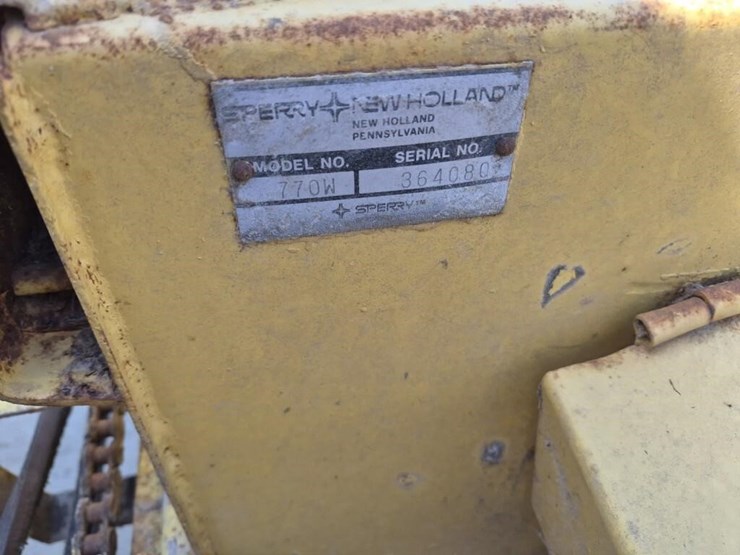 SPERRY NEW HOLLAND™
NEW HOLLAND
PENNSYLVANIA
MODEL NO. SERIAL NO.
770W 364080
SPERRY™